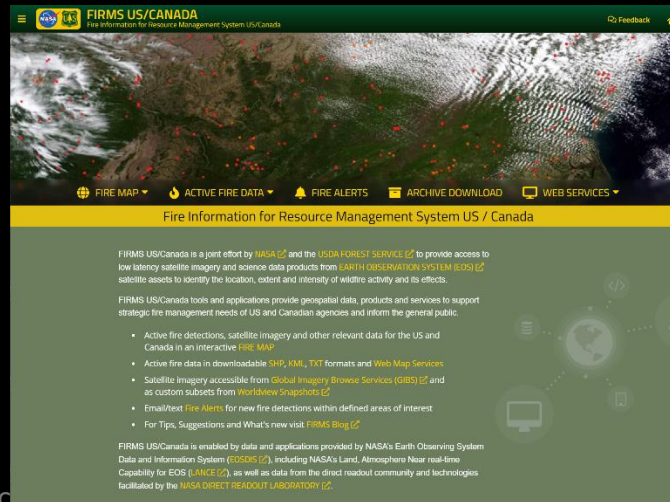 FIRMS US/CANADA
Fire Information for Resource Management System US/Canada
Feedback
FIRE MAP
ACTIVE FIRE DATA
FIRE ALERTS
ARCHIVE DOWNLOAD
WEB SERVICES
Fire Information for Resource Management System US / Canada
FIRMS US/Canada is a joint effort by NASA and the USDA FOREST SERVICE to provide access to
low latency satellite imagery and science data products from EARTH OBSERVATION SYSTEM (EOS)
satellite assets to identify the location, extent and intensity of wildfire activity and its effects.
FIRMS US/Canada tools and applications provide geospatial data, products and services to support
strategic fire management needs of US and Canadian agencies and inform the general public.
• Active fire detections, satellite imagery and other relevant data for the US and
Canada in an interactive FIRE MAP
• Active fire data in downloadable SHP, KML, TXT formats and Web Map Services
• Satellite imagery accessible from Global Imagery Browse Services (GIBS) and
as custom subsets from Worldview Snapshots
• Email/text Fire Alerts for new fire detections within defined areas of interest
• For Tips, Suggestions and What's new visit FIRMS Blog
FIRMS US/Canada is enabled by data and applications provided by NASA's Earth Observing System
Data and Information System (EOSDIS), including NASA's Land, Atmosphere Near real-time
Capability for EOS (LANCE), as well as data from the direct readout community and technologies
facilitated by the NASA DIRECT READOUT LABORATORY.